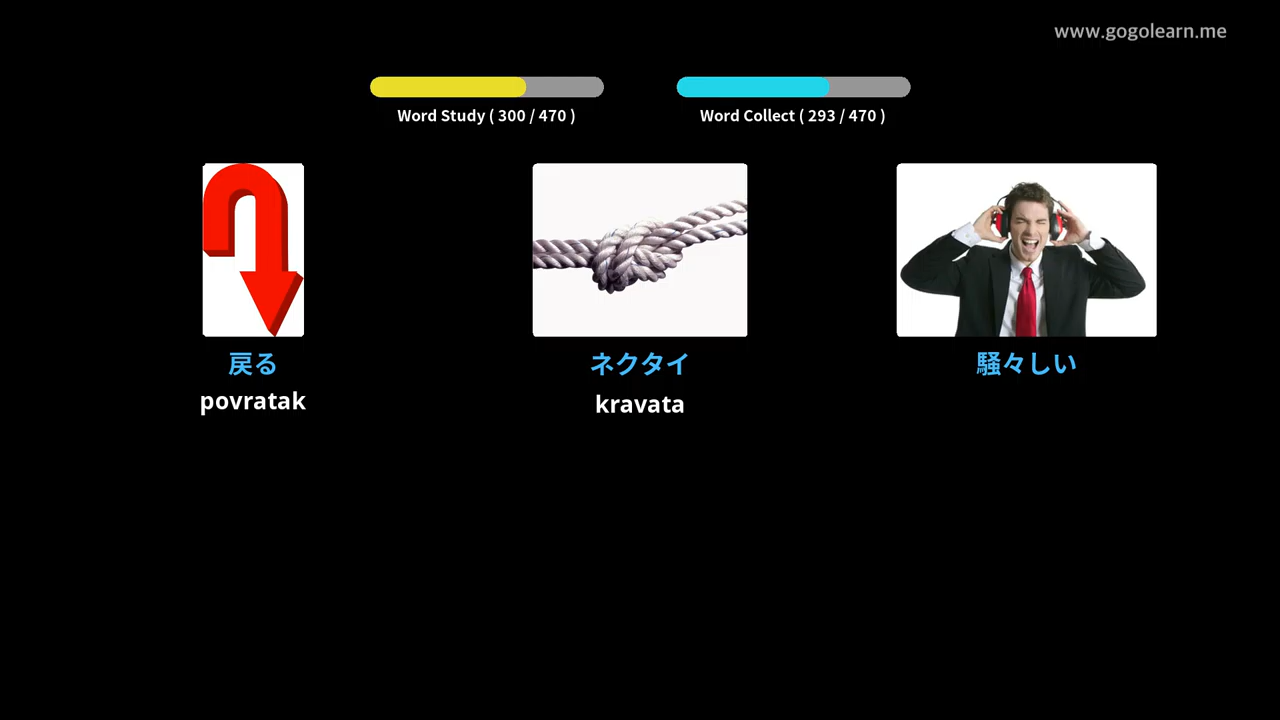 www.gogolearn.me
Word Study ( 300 / 470 )
Word Collect ( 293 / 470 )
戻る
povratak
ネクタイ
kravata
騒々しい